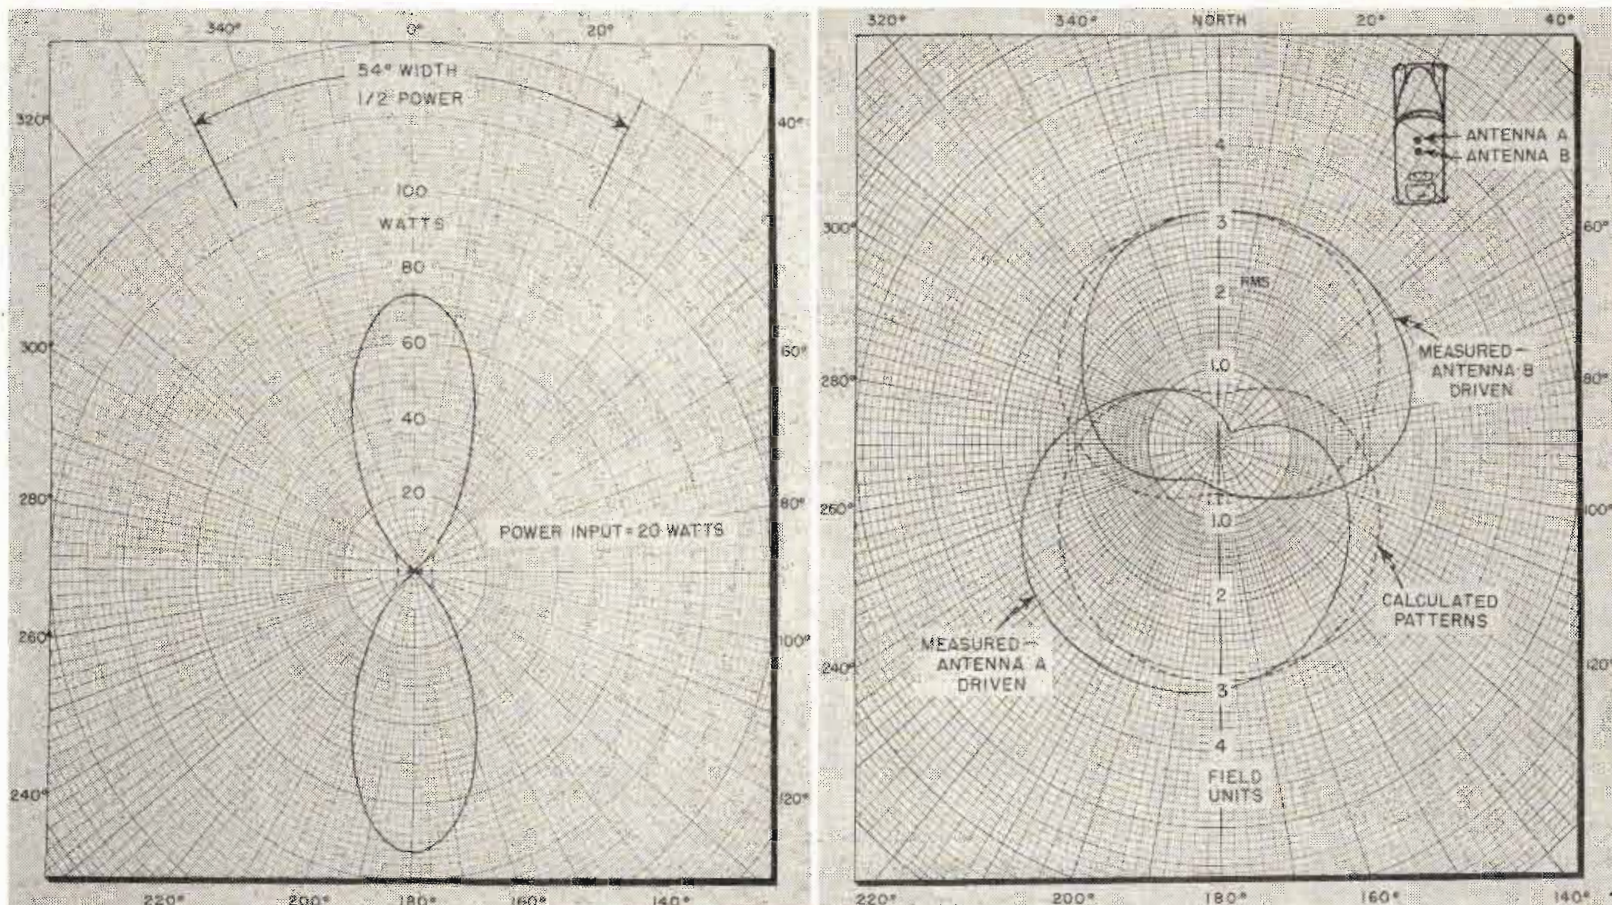 340°
0°
20°
54° WIDTH
1/2 POWER
320°
40°
100
WATTS
80
300°
60
60°
40
280°
20
80°
POWER INPUT = 20 WATTS
260°
100°
240°
120°
220°
200°
180°
160°
140°
320°
340°
NORTH
20°
40°
ANTENNA A
ANTENNA B
4
300°
3
60°
RMS
2
MEASURED-
ANTENNA B
DRIVEN
1.0
280°
80°
260°
1.0
100°
2
CALCULATED
PATTERNS
MEASURED-
ANTENNA A
DRIVEN
240°
3
120°
4
FIELD
UNITS
200°
180°
160°
140°